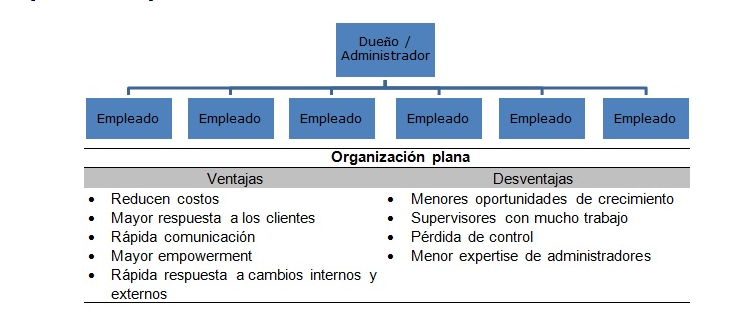 Dueño /
Administrador
Empleado Empleado Empleado Empleado Empleado Empleado
Organización plana
Ventajas Desventajas
• Reducen costos
• Mayor respuesta a los clientes
• Rápida comunicación
• Mayor empowerment
• Rápida respuesta a cambios internos y
externos
• Menores oportunidades de crecimiento
• Supervisores con mucho trabajo
• Pérdida de control
• Menor expertise de administradores